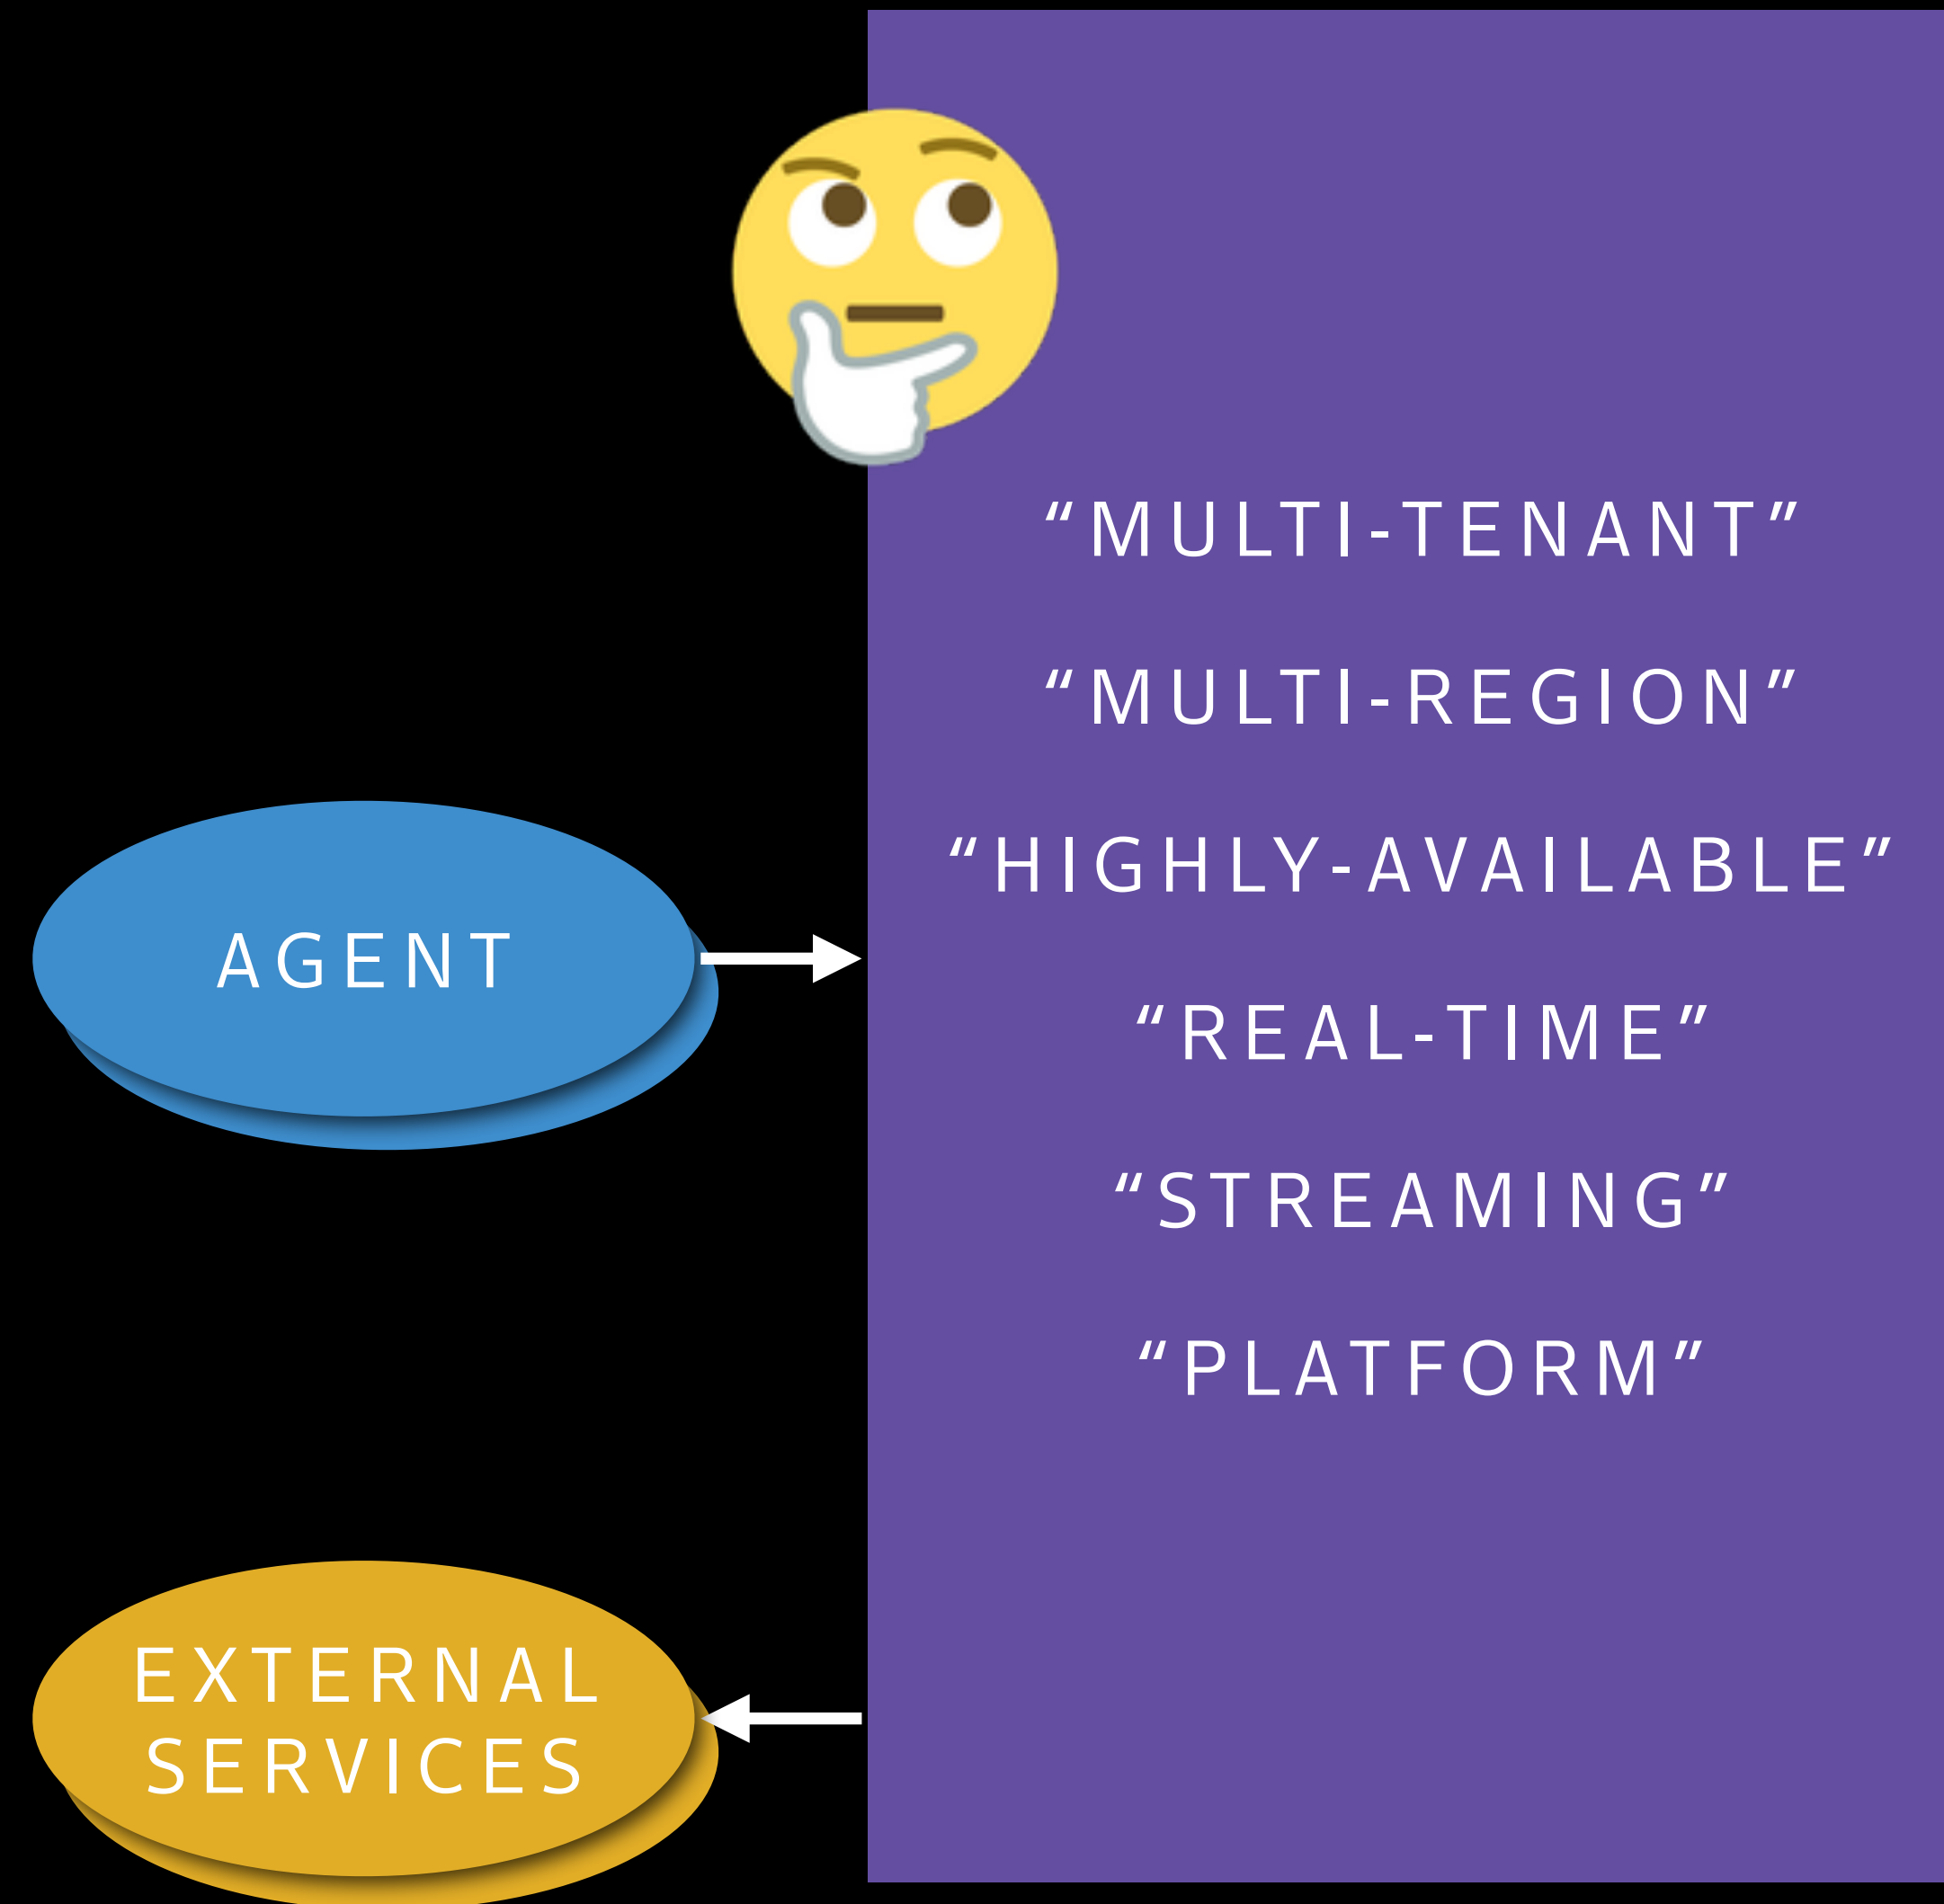 “MULTI-TENANT”
“MULTI-REGION”
“HIGHLY-AVAILABLE”
AGENT
“REAL-TIME”
“STREAMING”
“PLATFORM”
EXTERNAL
SERVICES